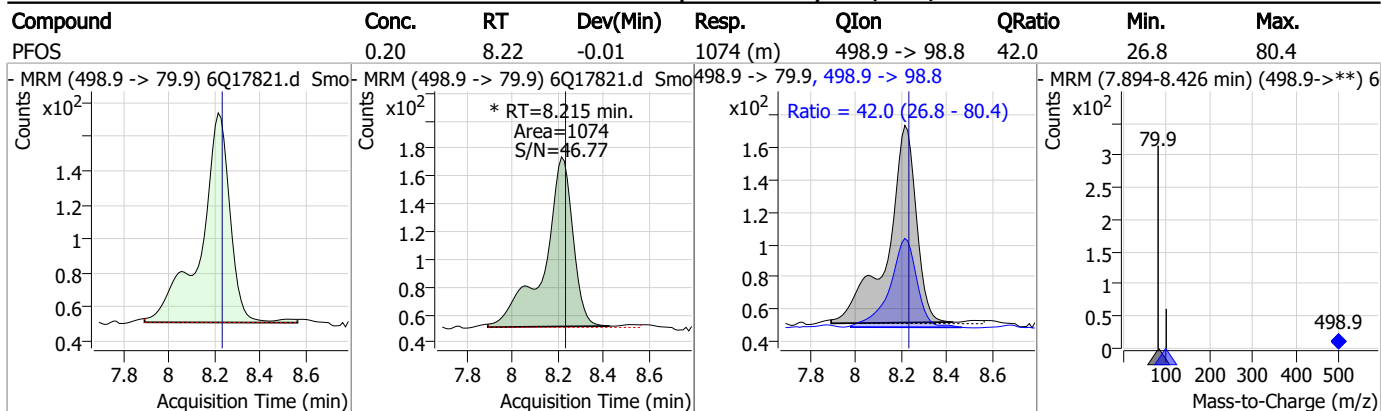 Compound Conc. RT Dev(Min) Resp. QIon QRatio Min. Max.
PFOS 0.20 8.22 -0.01 1074 (m) 498.9 -> 98.8 42.0 26.8 80.4
- MRM (498.9 -> 79.9) 6Q17821.d Smo
Counts
x10²
1.4
1.2
1
0.8
0.6
0.4
7.8 8 8.2 8.4 8.6
Acquisition Time (min)
- MRM (498.9 -> 79.9) 6Q17821.d Smo
Counts
x10²
* RT=8.215 min.
Area=1074
S/N=46.77
1.8
1.6
1.4
1.2
1
0.8
0.6
0.4
7.8 8 8.2 8.4 8.6
Acquisition Time (min)
498.9 -> 79.9, 498.9 -> 98.8
x10²
Ratio = 42.0 (26.8 - 80.4)
1.6
1.4
1.2
1
0.8
0.6
0.4
7.8 8 8.2 8.4 8.6
Acquisition Time (min)
- MRM (7.894-8.426 min) (498.9->**) 6
Counts
x10²
79.9
3
2.5
2
1.5
1
0.5
0
498.9
100 200 300 400 500
Mass-to-Charge (m/z)